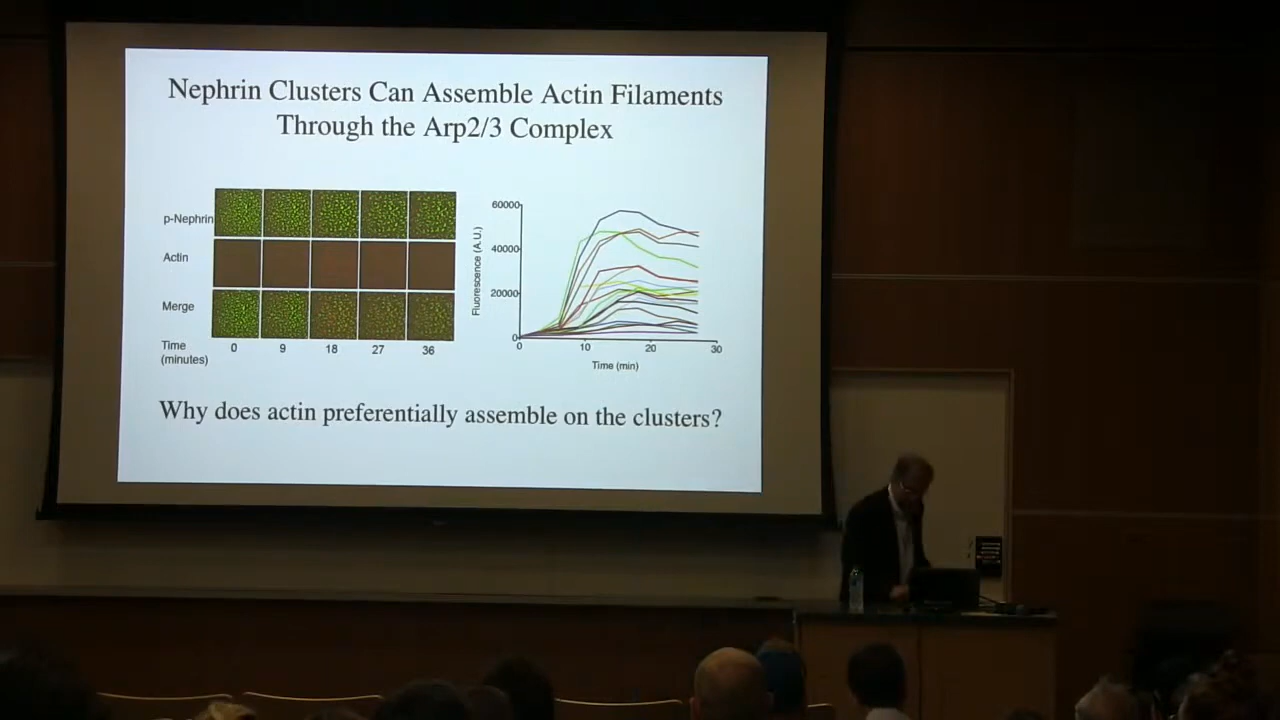 Nephrin Clusters Can Assemble Actin Filaments
Through the Arp2/3 Complex
p-Nephrin
Actin
Merge
Time
(minutes)
0 9 18 27 36
Fluorescence (A.U.)
60000
40000
20000
0
0 10 20 30
Time (min)
Why does actin preferentially assemble on the clusters?